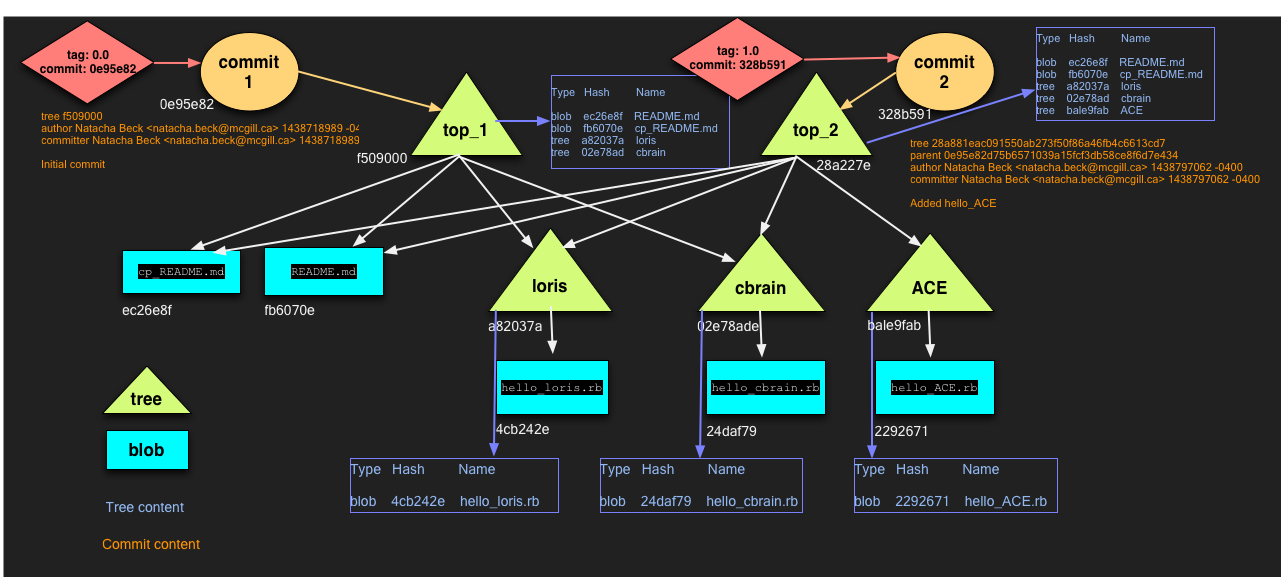 tag: 0.0
commit: 0e95e82
commit
1
0e95e82
tree f509000
author Natacha Beck <natacha.beck@mcgill.ca> 1438718989 -04
committer Natacha Beck <natacha.beck@mcgill.ca> 1438718989
Initial commit
top_1
f509000
Type Hash Name
blob ec26e8f README.md
blob fb6070e cp_README.md
tree a82037a loris
tree 02e78ad cbrain
tag: 1.0
commit: 328b591
commit
2
328b591
top_2
28a227e
Type Hash Name
blob ec26e8f README.md
blob fb6070e cp_README.md
tree a82037a loris
tree 02e78ad cbrain
tree bale9fab ACE
tree 28a881eac091550ab273f50f86a46fb4c6613cd7
parent 0e95e82d75b6571039a15fcf3db58ce8f6d7e434
author Natacha Beck <natacha.beck@mcgill.ca> 1438797062 -0400
committer Natacha Beck <natacha.beck@mcgill.ca> 1438797062 -0400
Added hello_ACE
cp_README.md
ec26e8f
README.md
fb6070e
loris
a82037a
cbrain
02e78ade
ACE
bale9fab
hello_loris.rb
4cb242e
hello_cbrain.rb
24daf79
hello_ACE.rb
2292671
Type Hash Name
blob 4cb242e hello_loris.rb
Type Hash Name
blob 24daf79 hello_cbrain.rb
Type Hash Name
blob 2292671 hello_ACE.rb
tree
blob
Tree content
Commit content